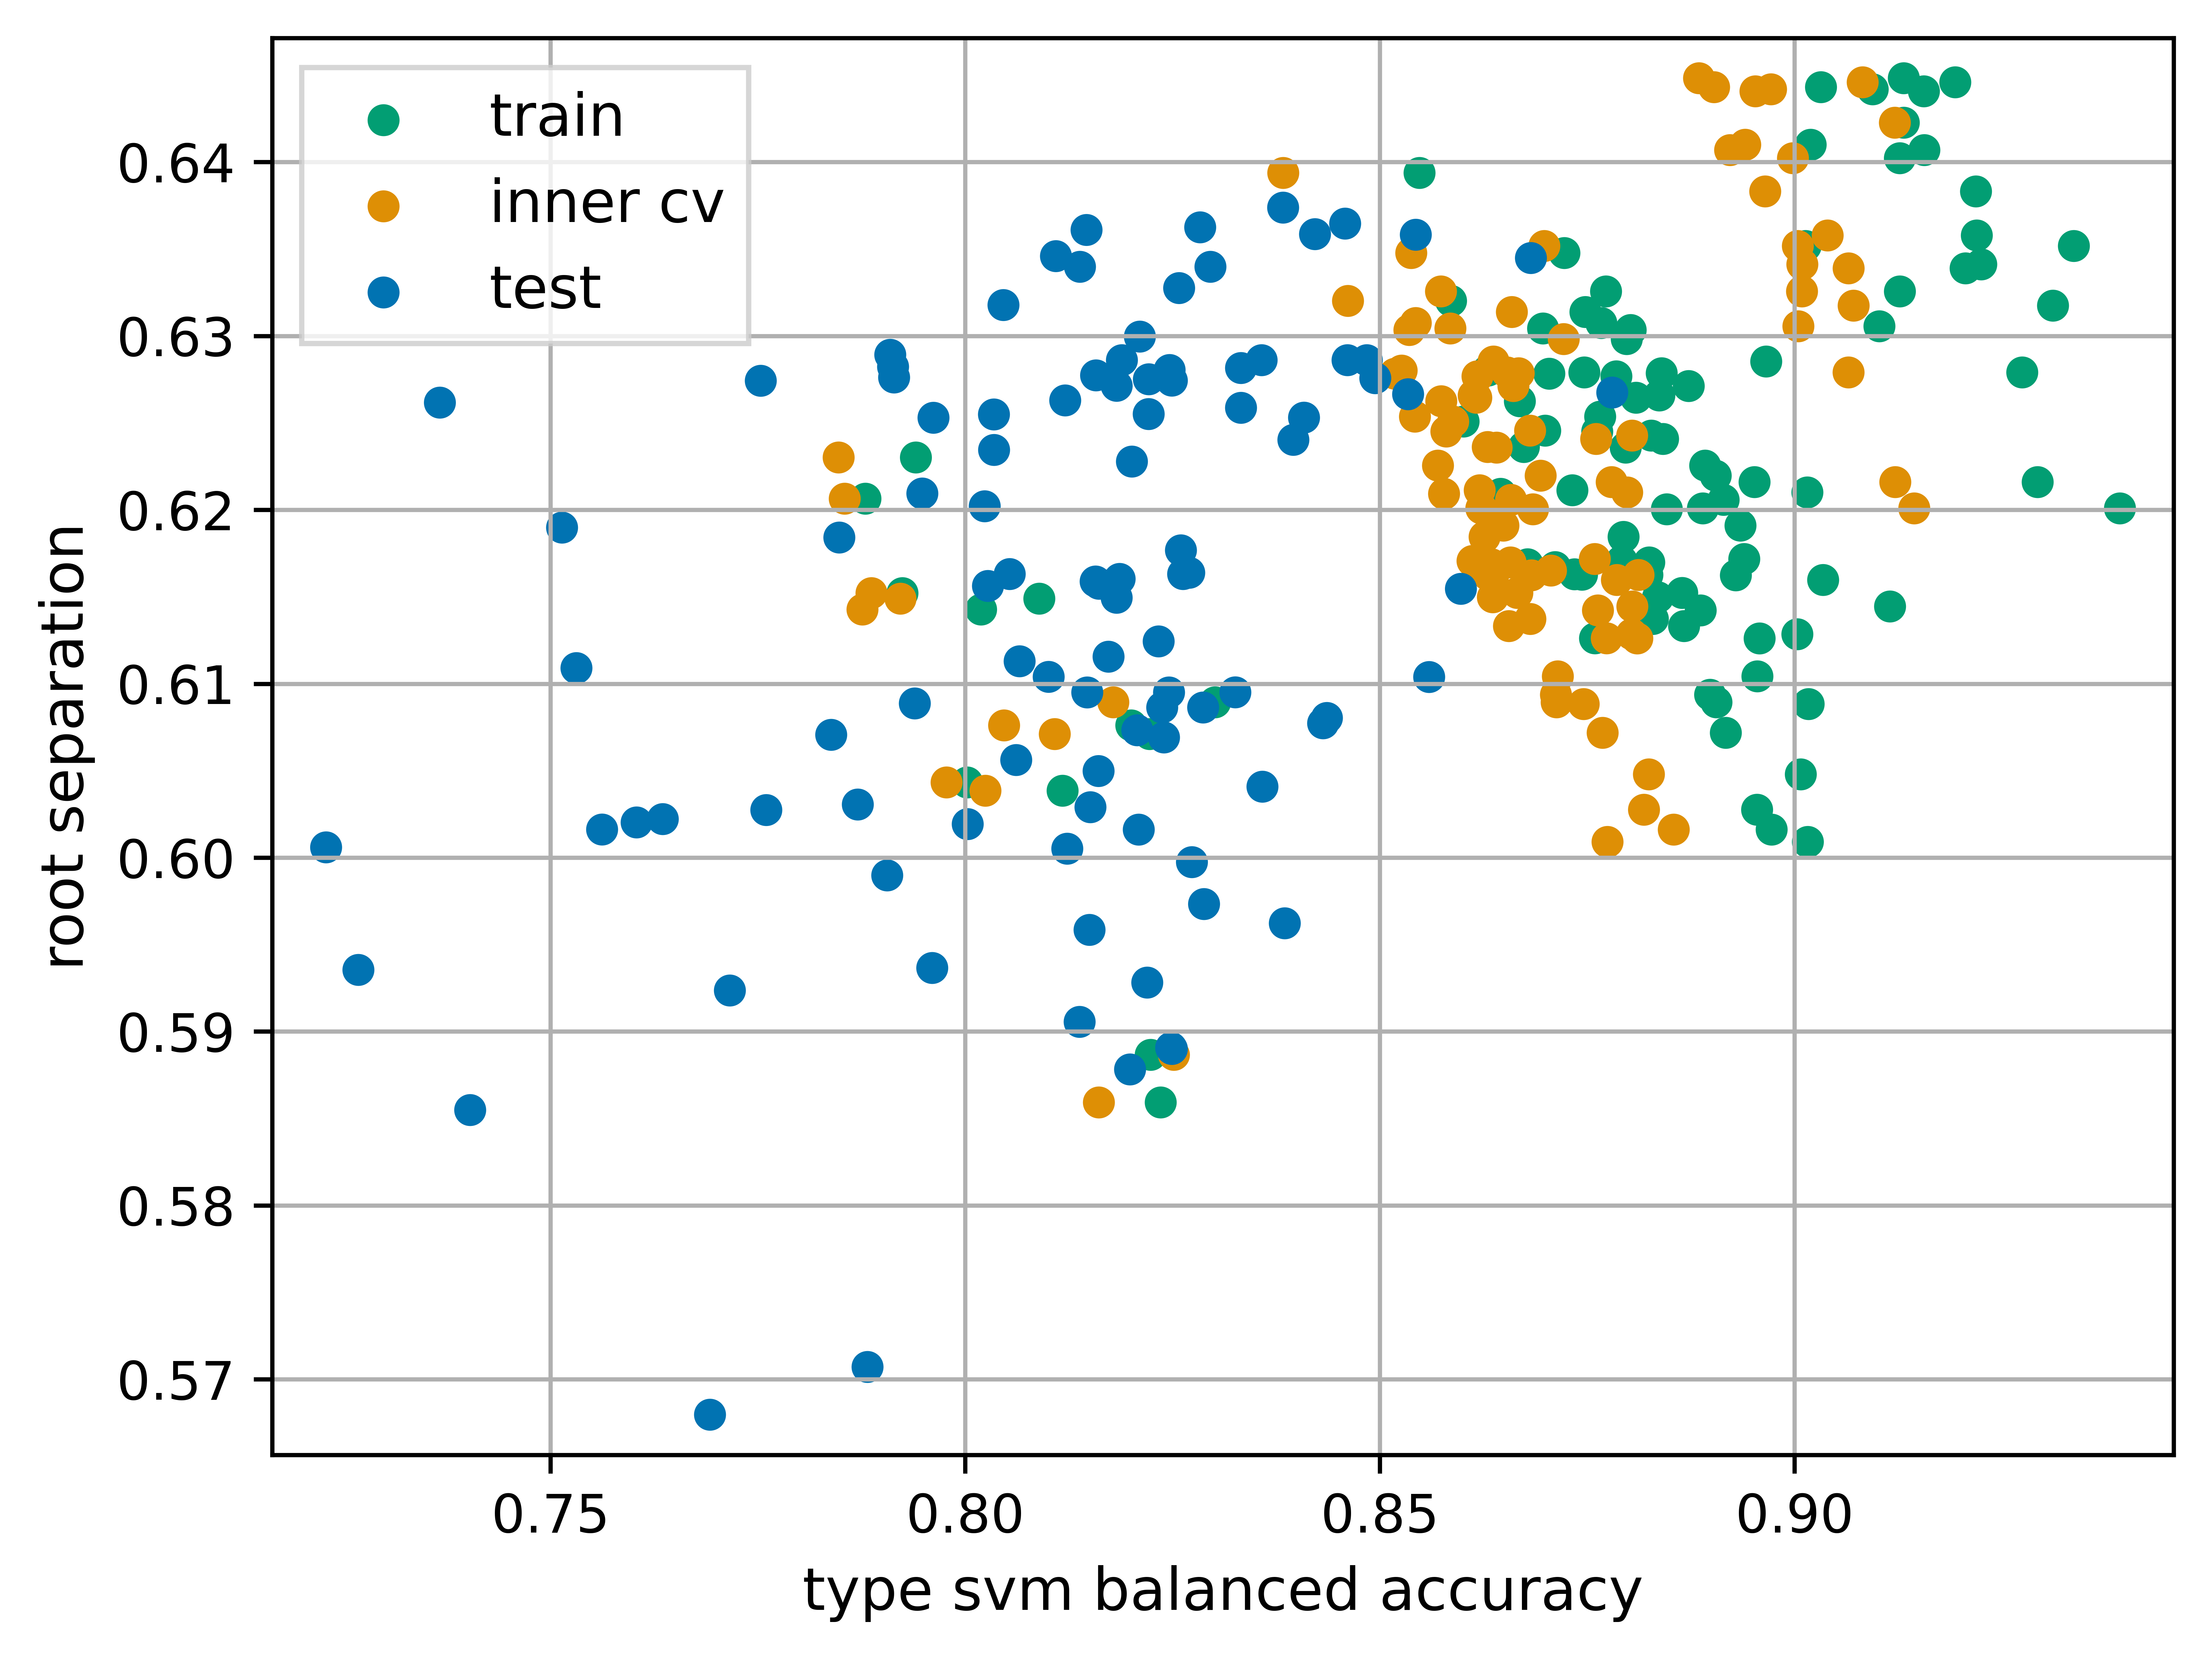 train
inner cv
test
0.64
0.63
0.62
0.61
0.60
0.59
0.58
0.57
root separation
0.75
0.80
0.85
0.90
type svm balanced accuracy